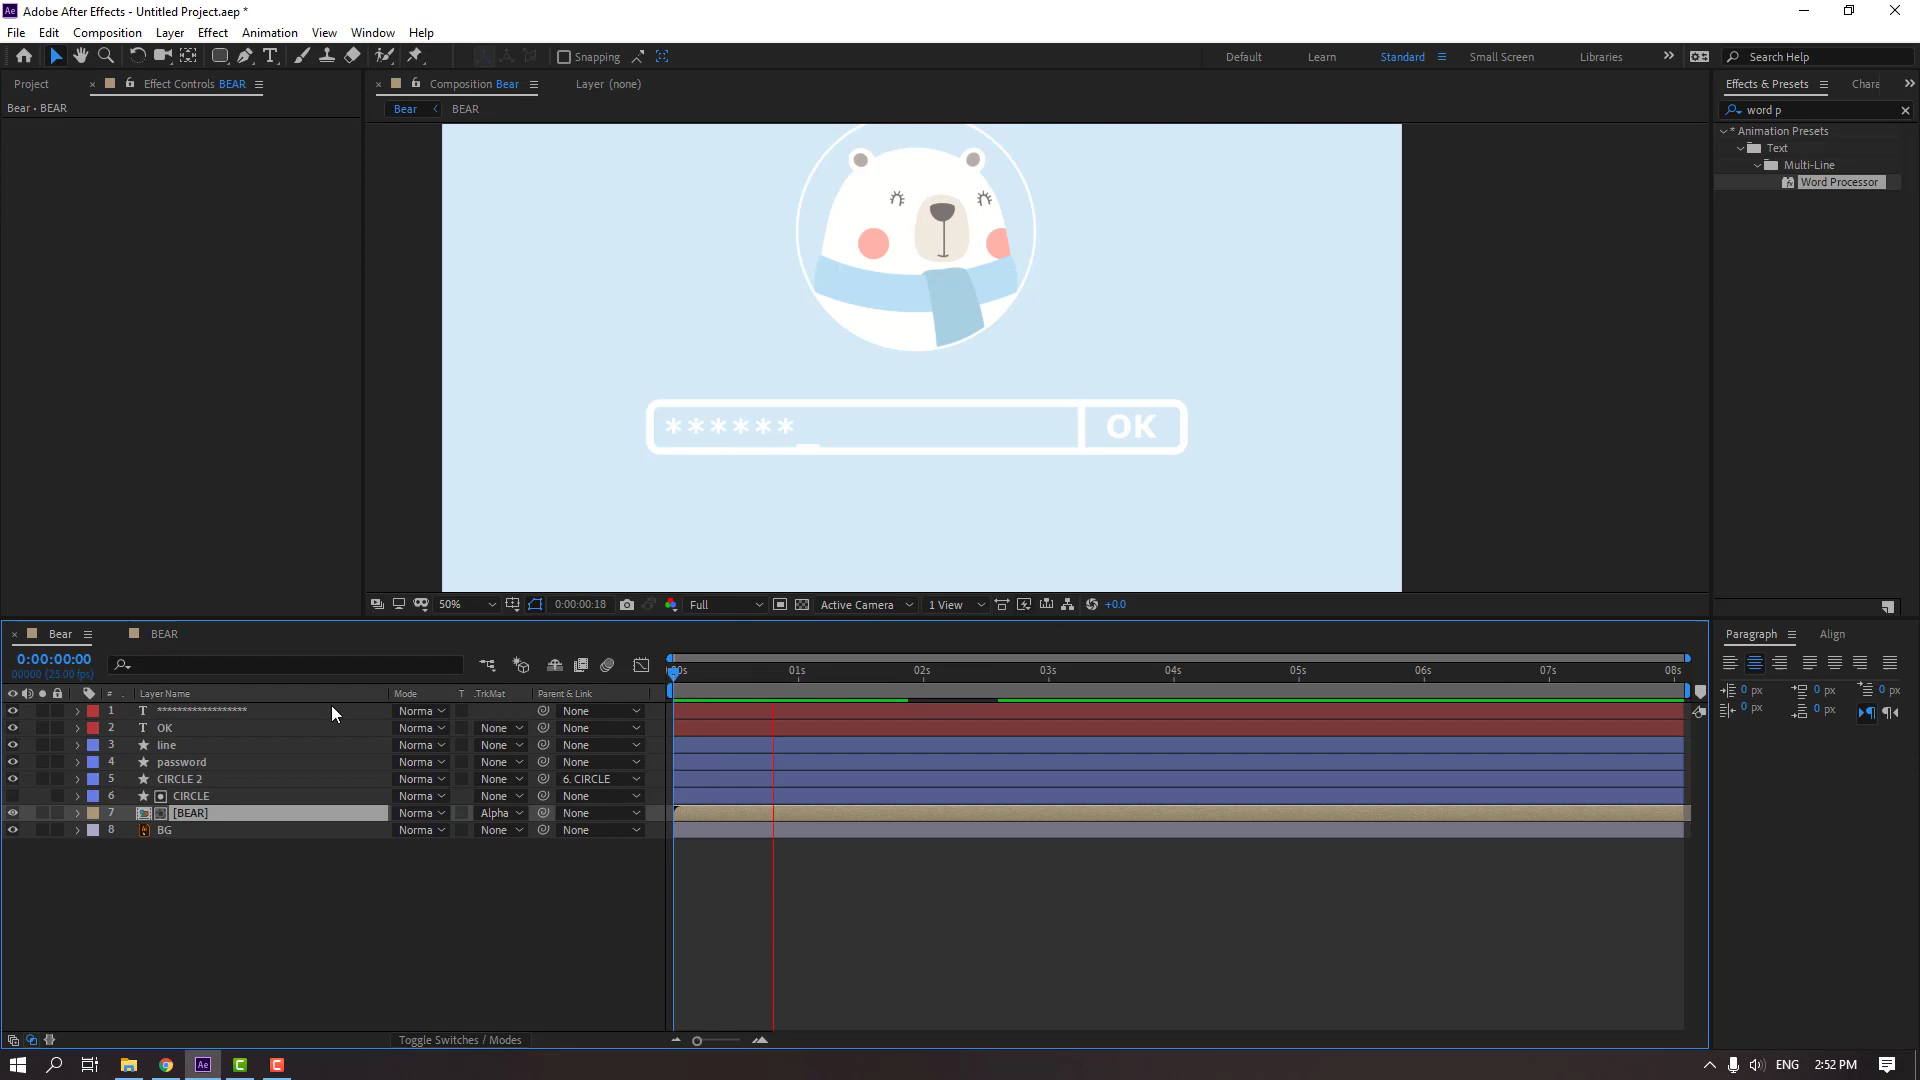 Adobe After Effects - Untitled Project.aep *
File Edit Composition Layer Effect Animation View Window Help
Snapping
Default Learn Standard Small Screen Libraries Search Help
Project Effect Controls BEAR Composition Bear Layer (none) Effects & Presets Chara
Bear • BEAR
Bear BEAR
word p
* Animation Presets
Text
Multi-Line
Word Processor
******_ OK
50% 0:00:00:18 Full Active Camera 1 View +0.0
Bear BEAR
Paragraph Align
0:00:00:00
00000 (25.00 fps)
01s 02s 03s 04s 05s 06s 07s 08s
# Layer Name Mode T .TrkMat Parent & Link
0 px 0 px 0 px
0 px 0 px
1 T ****************** Norma None
2 T OK Norma None None
3 line Norma None None
4 password Norma None None
5 CIRCLE 2 Norma None 6. CIRCLE
6 CIRCLE Norma None None
7 [BEAR] Norma Alpha None
8 BG Norma None None
Toggle Switches / Modes
Ae ENG 2:52 PM